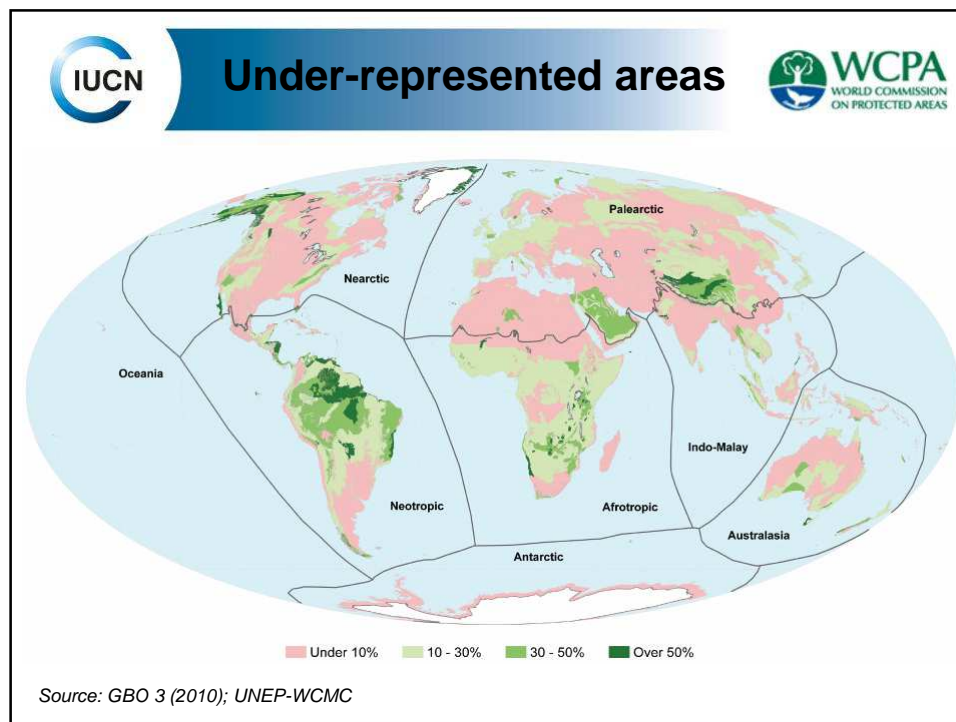 IUCN
Under-represented areas
WCPA
WORLD COMMISSION
ON PROTECTED AREAS
Palearctic
Nearctic
Oceania
Indo-Malay
Neotropic
Afrotropic
Australasia
Antarctic
Under 10%
10 - 30%
30 - 50%
Over 50%
Source: GBO 3 (2010); UNEP-WCMC